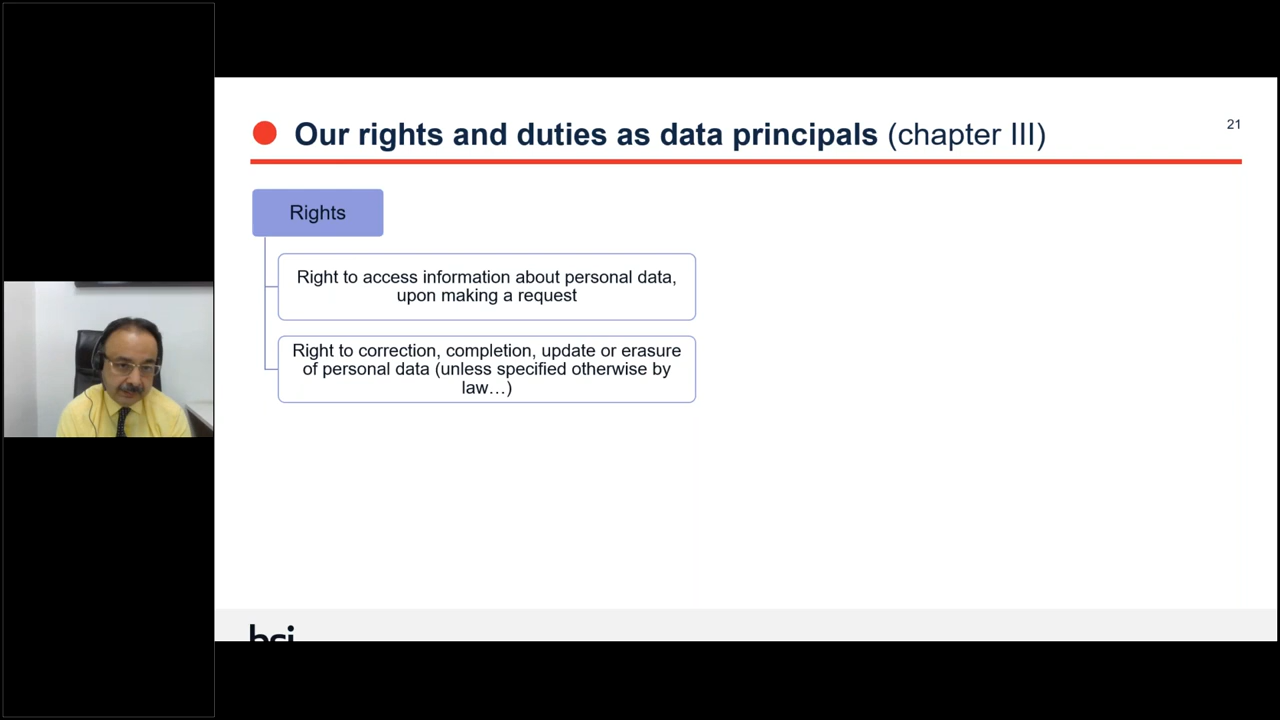 Our rights and duties as data principals (chapter III)
21
Rights
Right to access information about personal data,
upon making a request
Right to correction, completion, update or erasure
of personal data (unless specified otherwise by
law…)
bsi